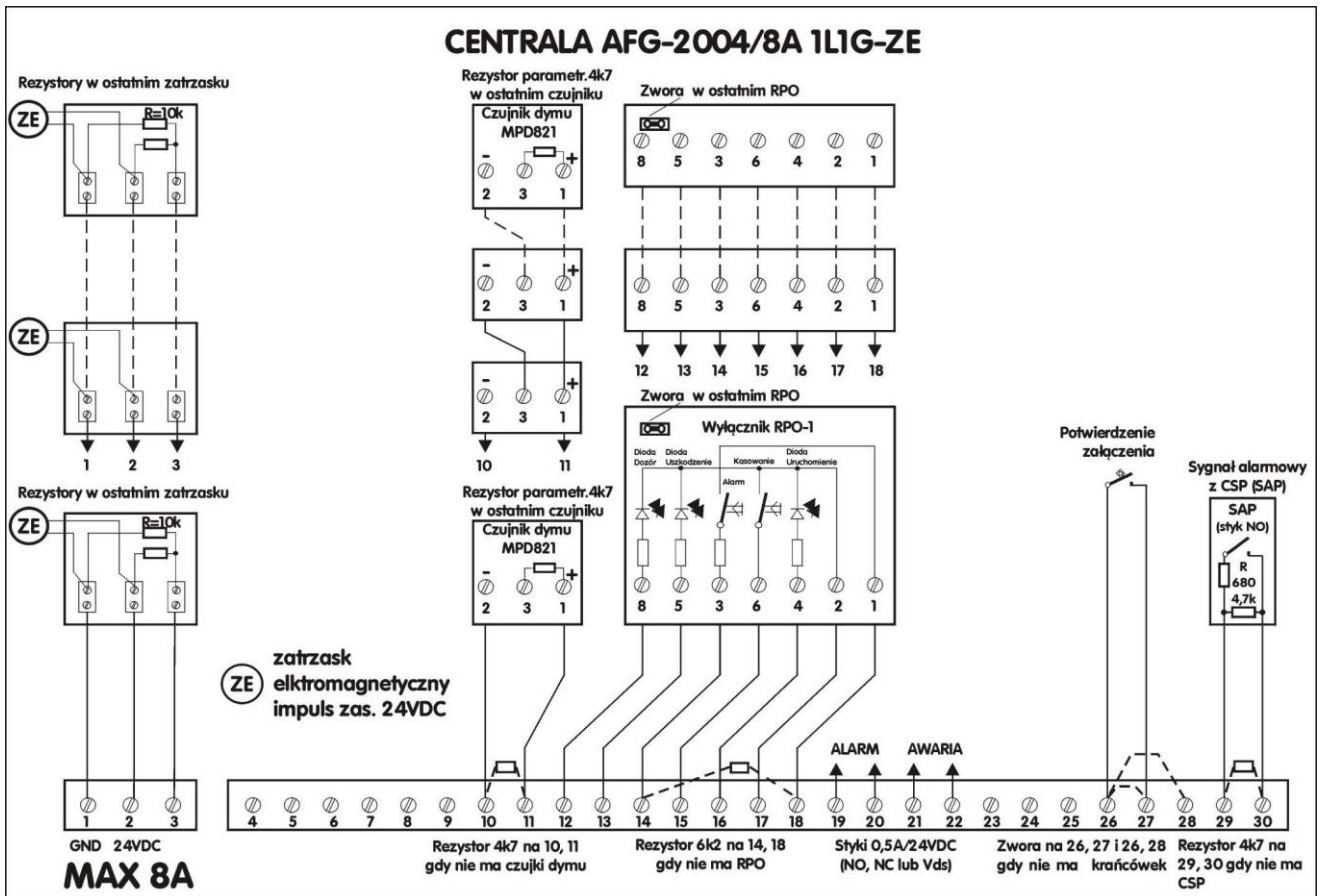 CENTRALA AFG-2004/8A 1L1G-ZE
Rezystory w ostatnim zatrzasku
ZE
R=10k
ZE
1 2 3
Rezystory w ostatnim zatrzasku
ZE
R=10k
Rezystor parametr.4k7
w ostatnim czujniku
Czujnik dymu
MPD821
- +
2 3 1
- +
2 3 1
- +
2 3 1
10 11
Rezystor parametr.4k7
w ostatnim czujniku
Czujnik dymu
MPD821
- +
2 3 1
Zwora w ostatnim RPO
8 5 3 6 4 2 1
8 5 3 6 4 2 1
12 13 14 15 16 17 18
Zwora w ostatnim RPO
Wyłącznik RPO-1
Dioda Dozór
Dioda Uszkodzenie
Alarm
Kasowanie
Dioda Uruchomienie
8 5 3 6 4 2 1
Potwierdzenie
załączenia
Sygnał alarmowy
z CSP (SAP)
SAP
(styk NO)
R
680
4,7k
ZE
zatrzask
elktromagnetyczny
impuls zas. 24VDC
ALARM AWARIA
1 2 3
4 5 6 7 8 9 10 11 12 13 14 15 16 17 18 19 20 21 22 23 24 25 26 27 28 29 30
GND 24VDC
MAX 8A
Rezystor 4k7 na 10, 11
gdy nie ma czujki dymu
Rezystor 6k2 na 14, 18
gdy nie ma RPO
Styki 0,5A/24VDC
(NO, NC lub Vds)
Zwora na 26, 27 i 26, 28
gdy nie ma krańcówek
Rezystor 4k7 na
29, 30 gdy nie ma
CSP